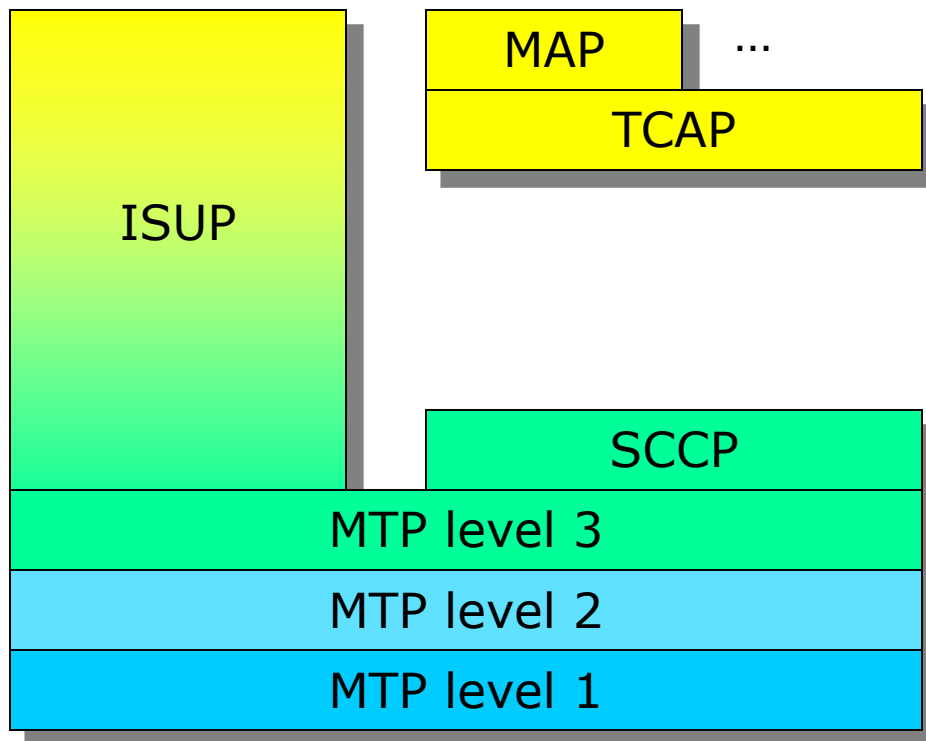 MAP ...
TCAP
ISUP
SCCP
MTP level 3
MTP level 2
MTP level 1